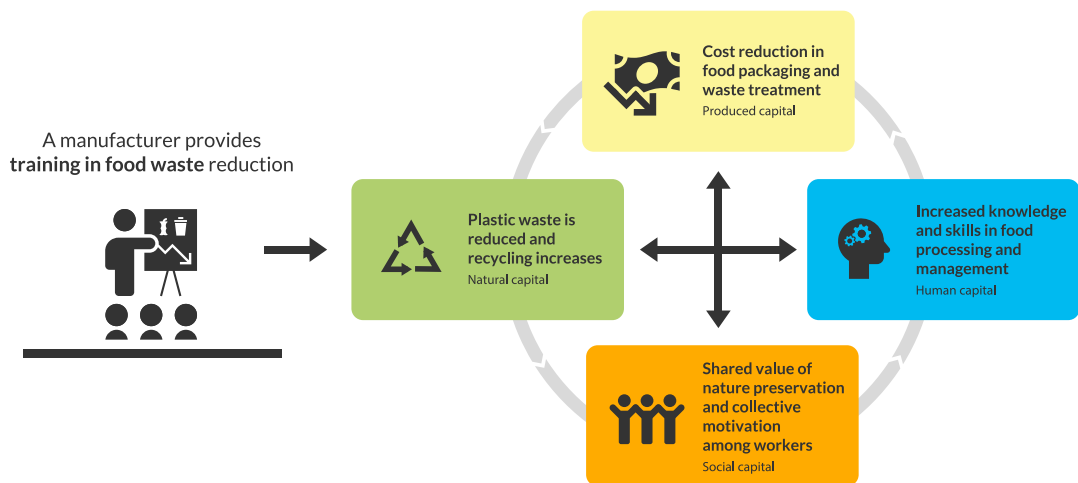 A manufacturer provides
training in food waste reduction
Cost reduction in
food packaging and
waste treatment
Produced capital
Plastic waste is
reduced and
recycling increases
Natural capital
Increased knowledge
and skills in food
processing and
management
Human capital
Shared value of
nature preservation
and collective
motivation
among workers
Social capital